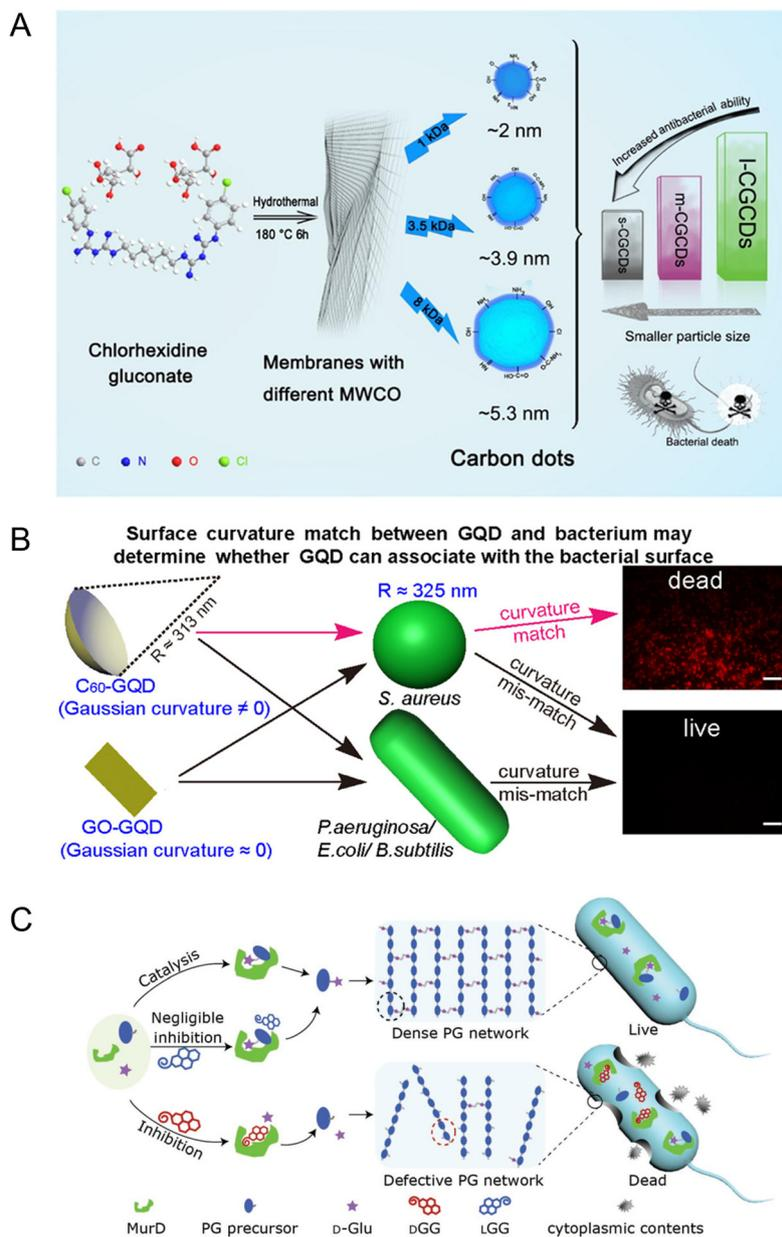 A
Chlorhexidine
gluconate
Hydrothermal
180 °C 6h
Membranes with
different MWCO
1 kDa
3.5 kDa
8 kDa
~2 nm
~3.9 nm
~5.3 nm
Carbon dots
Increased antibacterial ability
s-CGCDs
m-CGCDs
l-CGCDs
Smaller particle size
Bacterial death
C N O Cl
B
Surface curvature match between GQD and bacterium may
determine whether GQD can associate with the bacterial surface
R ≈ 313 nm
C60-GQD
(Gaussian curvature ≠ 0)
GO-GQD
(Gaussian curvature ≈ 0)
R ≈ 325 nm
S. aureus
P.aeruginosa/
E.coli/ B.subtilis
curvature
match
curvature
mis-match
curvature
mis-match
dead
live
C
Catalysis
Negligible
inhibition
Inhibition
Dense PG network
Defective PG network
Live
Dead
MurD PG precursor D-Glu DGG LGG cytoplasmic contents